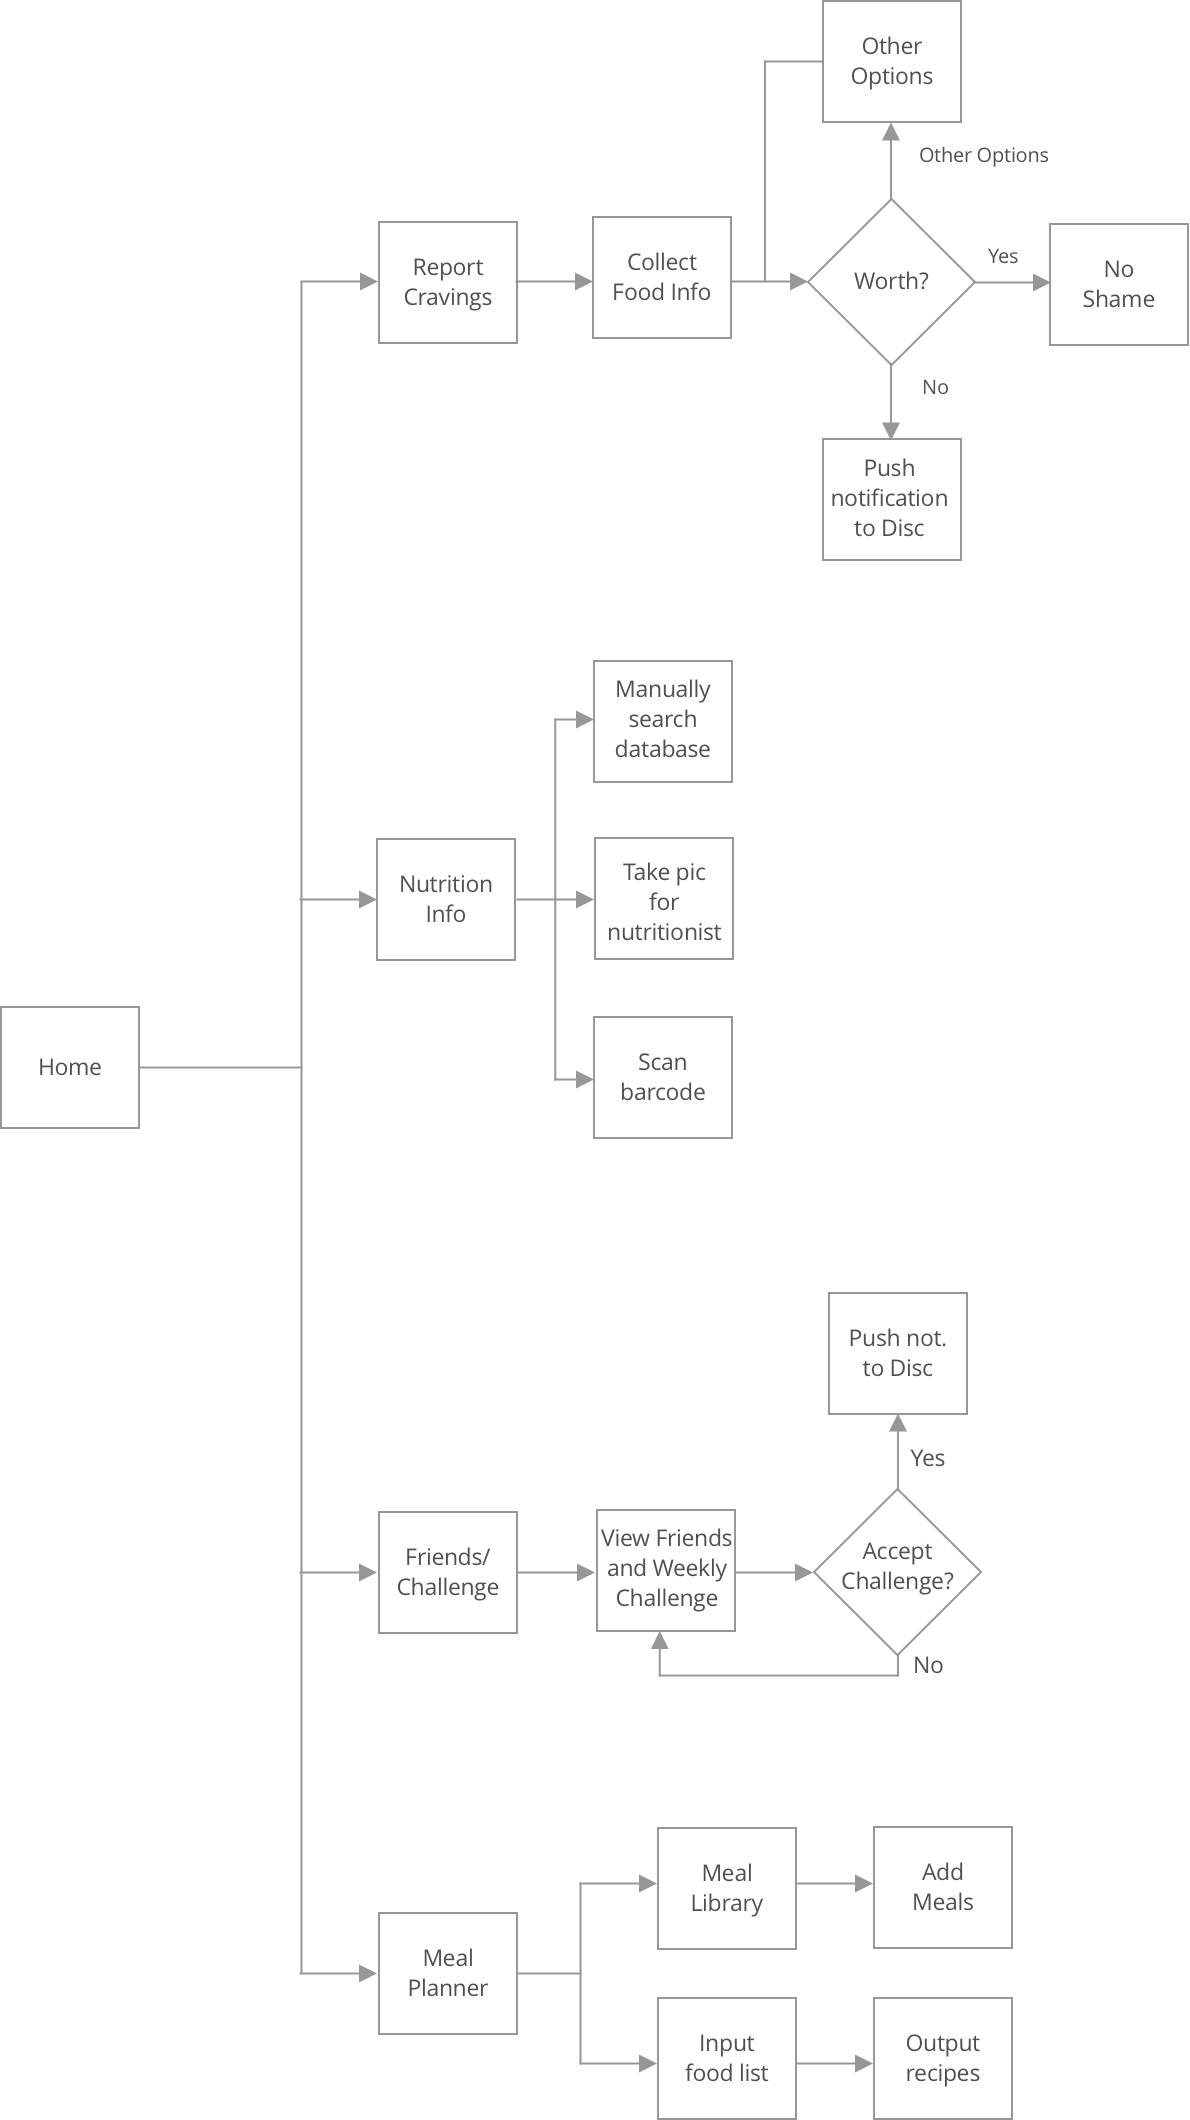 Other
Options
Other Options
Report
Cravings
Collect
Food Info
Worth?
Yes
No
Shame
No
Push
notification
to Disc
Manually
search
database
Nutrition
Info
Take pic
for
nutritionist
Home
Scan
barcode
Push not.
to Disc
Yes
Friends/
Challenge
View Friends
and Weekly
Challenge
Accept
Challenge?
No
Meal
Library
Add
Meals
Meal
Planner
Input
food list
Output
recipes